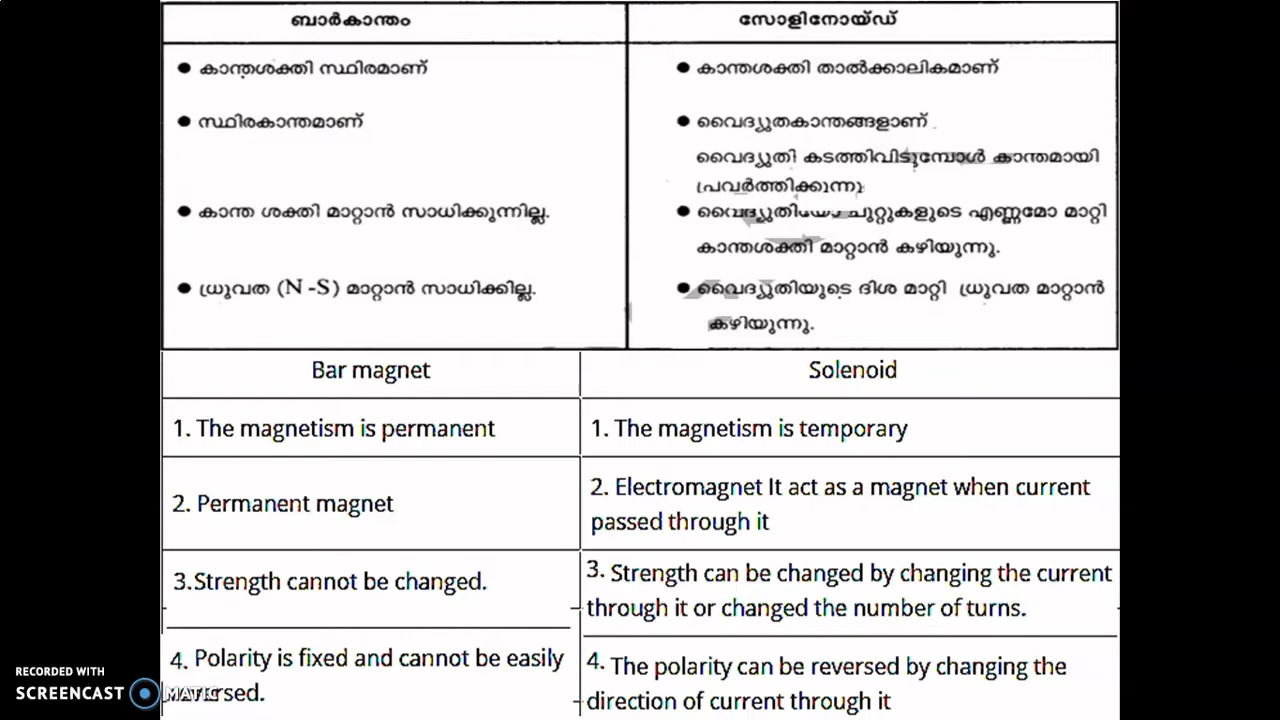 ബാർകാന്തം
സോളിനോയ്ഡ്
● കാന്തശക്തി സ്ഥിരമാണ്
● കാന്തശക്തി താൽക്കാലികമാണ്
● സ്ഥിരകാന്തമാണ്
● വൈദ്യുതകാന്തങ്ങളാണ്
വൈദ്യുതി കടത്തിവിടുമ്പോൾ കാന്തമായി
പ്രവർത്തിക്കുന്നു
● കാന്ത ശക്തി മാറ്റാൻ സാധിക്കുന്നില്ല.
● വൈദ്യുതിയോ ചുറ്റുകളുടെ എണ്ണമോ മാറ്റി
കാന്തശക്തി മാറ്റാൻ കഴിയുന്നു.
● ധ്രുവത (N -S) മാറ്റാൻ സാധിക്കില്ല.
● വൈദ്യുതിയുടെ ദിശ മാറ്റി ധ്രുവത മാറ്റാൻ
കഴിയുന്നു.
Bar magnet
Solenoid
1. The magnetism is permanent
1. The magnetism is temporary
2. Permanent magnet
2. Electromagnet It act as a magnet when current
passed through it
3.Strength cannot be changed.
3. Strength can be changed by changing the current
through it or changed the number of turns.
4. Polarity is fixed and cannot be easily
4. The polarity can be reversed by changing the
direction of current through it
RECORDED WITH
SCREENCAST MATIC